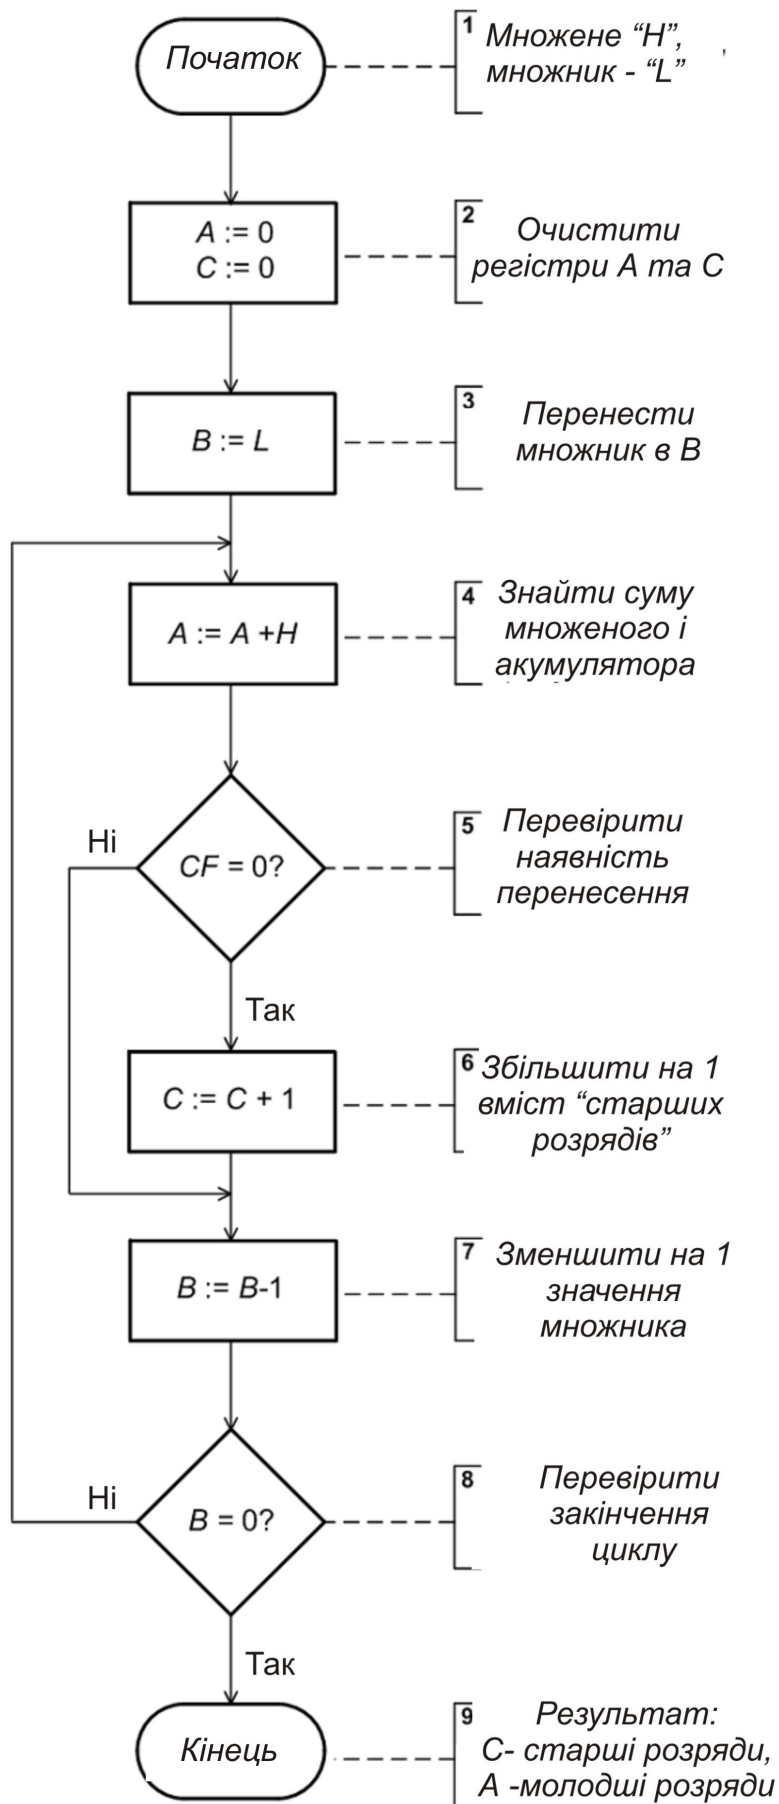 Початок
1
Множене “H”,
множник - “L”
A := 0
C := 0
2
Очистити
регістри А та С
B := L
3
Перенести
множник в В
A := A +H
4
Знайти суму
множеного і
акумулятора
CF = 0?
Ні
Так
5
Перевірити
наявність
перенесення
C := C + 1
6
Збільшити на 1
вміст “старших
розрядів”
B := B-1
7
Зменшити на 1
значення
множника
B = 0?
Ні
Так
8
Перевірити
закінчення
циклу
Кінець
9
Результат:
С- старші розряди,
А -молодші розряди